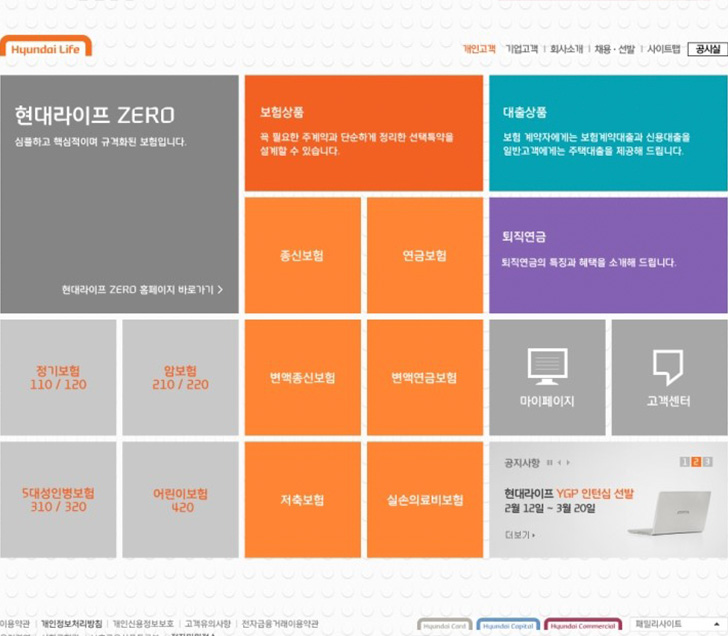 Hyundai Life
개인고객 기업고객 | 회사소개 | 채용·선발 | 사이트맵 공시실
현대라이프 ZERO
심플하고 핵심적이며 규격화된 보험입니다.
현대라이프 ZERO 홈페이지 바로가기 >
보험상품
꼭 필요한 주계약과 단순하게 정리한 선택특약을
설계할 수 있습니다.
대출상품
보험 계약자에게는 보험계약대출과 신용대출을
일반고객에게는 주택대출을 제공해 드립니다.
종신보험
연금보험
퇴직연금
퇴직연금의 특징과 혜택을 소개해 드립니다.
정기보험
110 / 120
암보험
210 / 220
변액종신보험
변액연금보험
마이페이지
고객센터
5대성인병보험
310 / 320
어린이보험
420
저축보험
실손의료비보험
공지사항
1 2 3
현대라이프 YGP 인턴십 선발
2월 12일 ~ 3월 20일
더보기
이용약관 | 개인정보처리방침 | 개인신용정보보호 | 고객유의사항 | 전자금융거래이용약관
Hyundai Card
Hyundai Capital
Hyundai Commercial
패밀리사이트